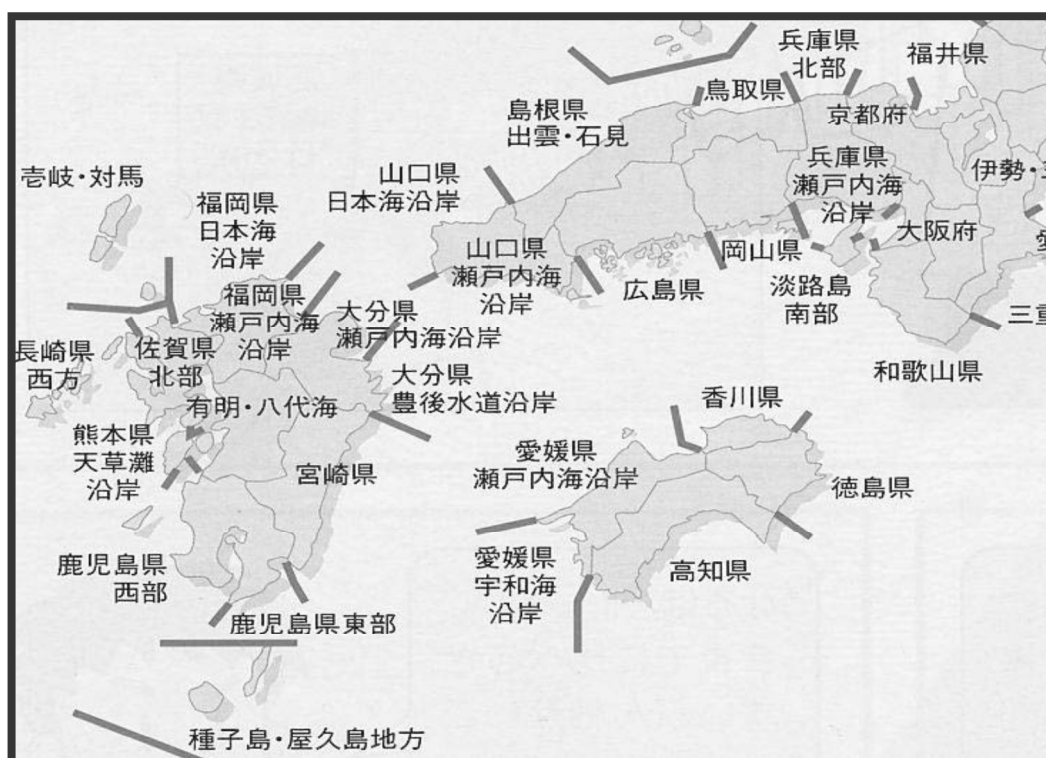 兵庫県
北部
福井県
鳥取県
京都府
島根県
出雲・石見
兵庫県
瀬戸内海
沿岸
伊勢・三
壱岐・対馬
山口県
日本海沿岸
福岡県
日本海
沿岸
大阪府
山口県
瀬戸内海
沿岸
岡山県
広島県
淡路島
南部
福岡県
瀬戸内海
沿岸
大分県
瀬戸内海沿岸
三重
長崎県
西方
佐賀県
北部
和歌山県
大分県
豊後水道沿岸
有明・八代海
香川県
熊本県
天草灘
沿岸
宮崎県
愛媛県
瀬戸内海沿岸
徳島県
鹿児島県
西部
愛媛県
宇和海
沿岸
高知県
鹿児島県東部
種子島・屋久島地方